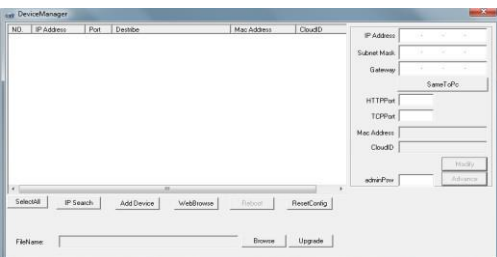 DeviceManager
NO. IP Address Port Destribe Mac Address CloudID
IP Address
Subnet Mask
Gateway
SameToPc
HTTPPort
TCPPort
Mac Address
CloudID
Modify
adminPsw Advance
SelectAll IP Search Add Device WebBrowse Reboot ResetConfig
FileName: Browse Upgrade